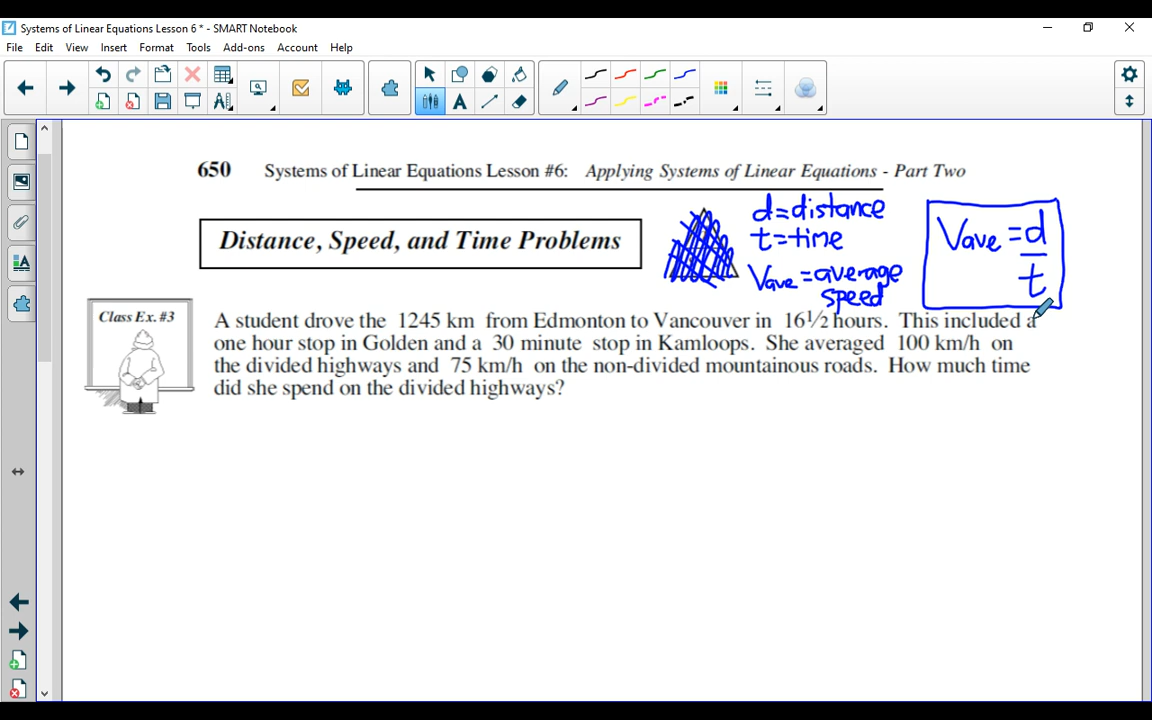 Systems of Linear Equations Lesson 6 * - SMART Notebook
File Edit View Insert Format Tools Add-ons Account Help
650 Systems of Linear Equations Lesson #6: Applying Systems of Linear Equations - Part Two
Distance, Speed, and Time Problems
d = distance
t = time
Vave = average
speed
Vave = d
t
Class Ex. #3
A student drove the 1245 km from Edmonton to Vancouver in 16 1/2 hours. This included a
one hour stop in Golden and a 30 minute stop in Kamloops. She averaged 100 km/h on
the divided highways and 75 km/h on the non-divided mountainous roads. How much time
did she spend on the divided highways?